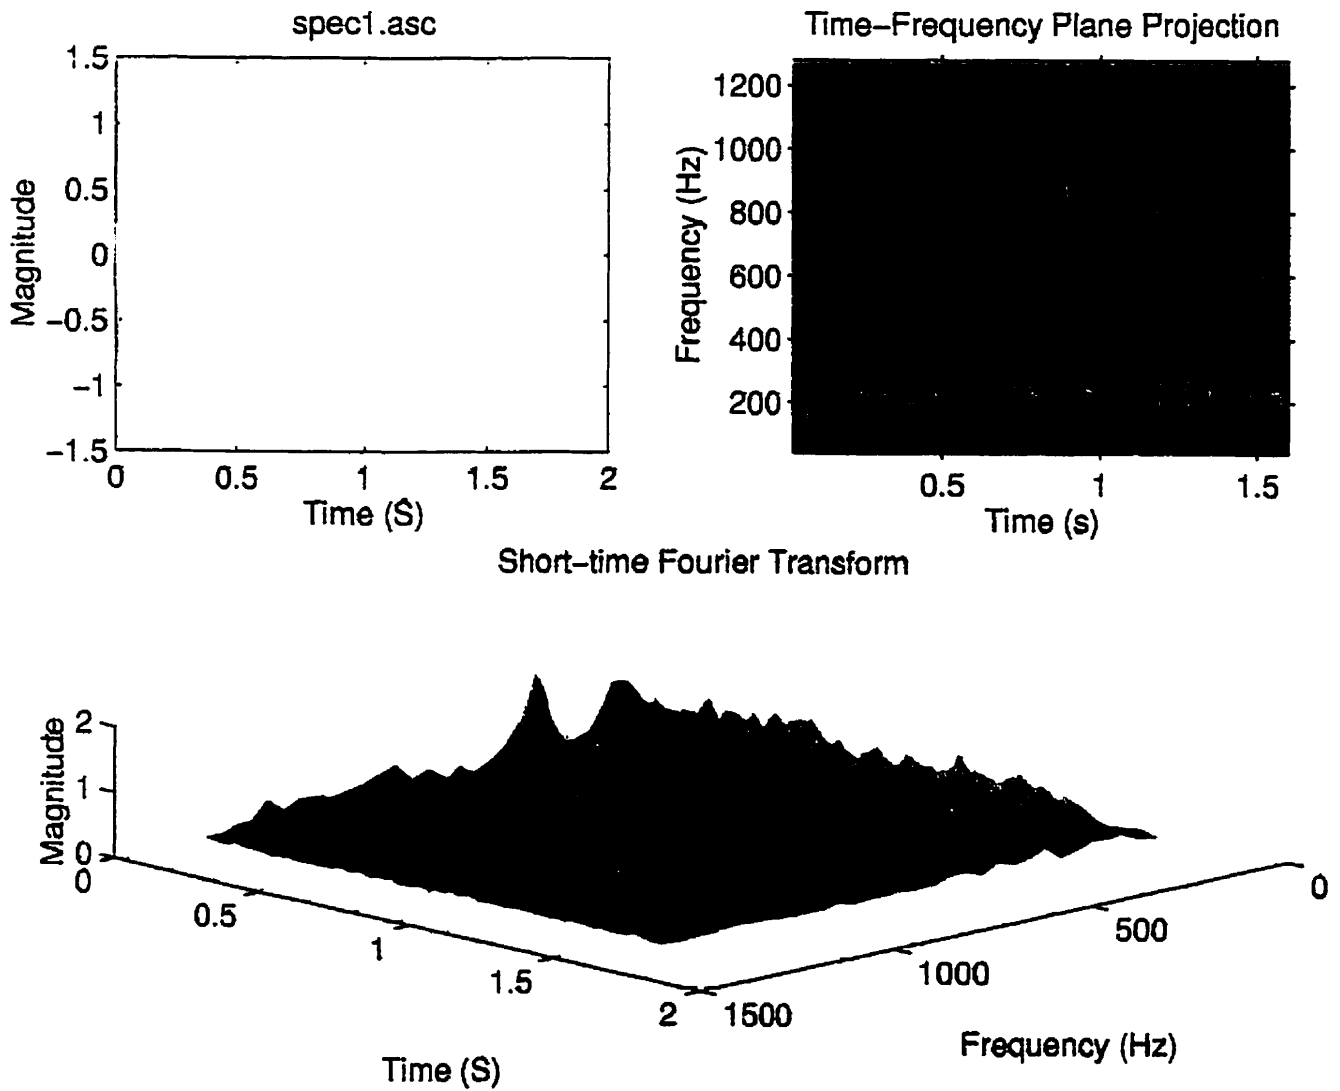 spec1.asc
1.5
1
0.5
0
-0.5
-1
-1.5
Magnitude
0 0.5 1 1.5 2
Time (S)
Time-Frequency Plane Projection
1200
1000
800
600
400
200
Frequency (Hz)
0.5 1 1.5
Time (s)
Short-time Fourier Transform
2
1
0
Magnitude
0
0.5
1
1.5
2
Time (S)
1500
1000
500
0
Frequency (Hz)